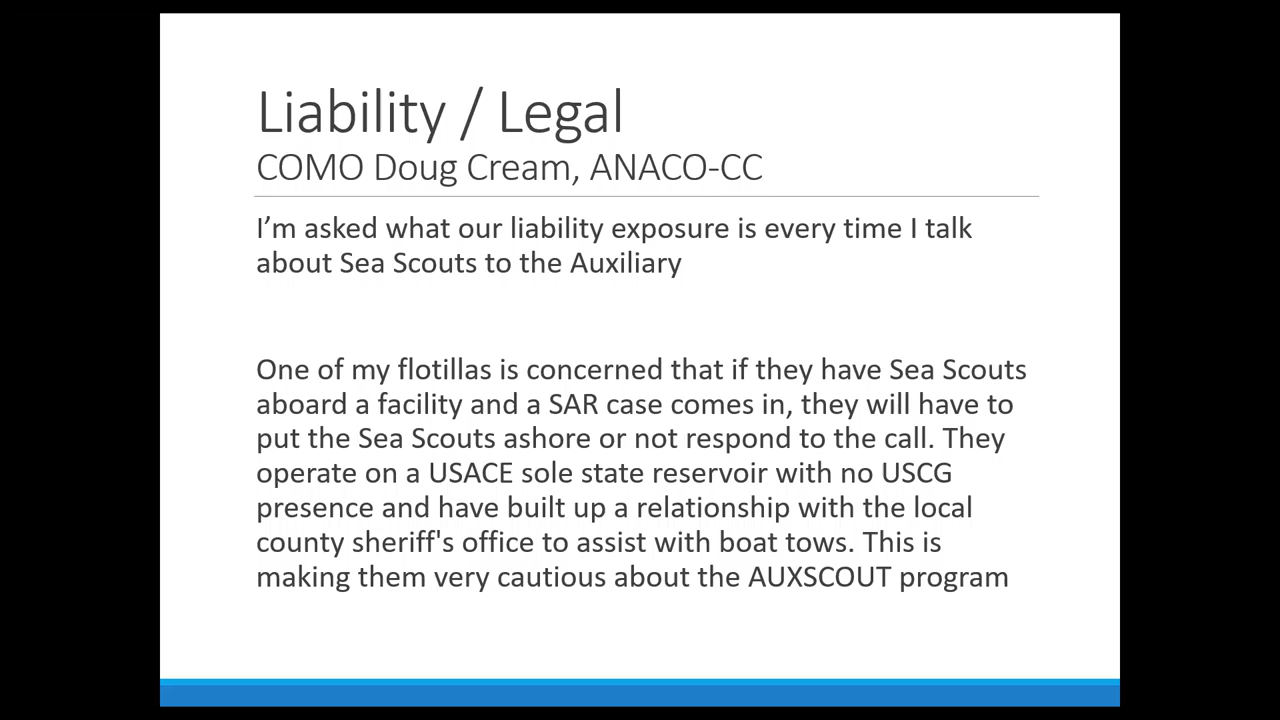 Liability / Legal
COMO Doug Cream, ANACO-CC
I’m asked what our liability exposure is every time I talk
about Sea Scouts to the Auxiliary
One of my flotillas is concerned that if they have Sea Scouts
aboard a facility and a SAR case comes in, they will have to
put the Sea Scouts ashore or not respond to the call. They
operate on a USACE sole state reservoir with no USCG
presence and have built up a relationship with the local
county sheriff's office to assist with boat tows. This is
making them very cautious about the AUXSCOUT program